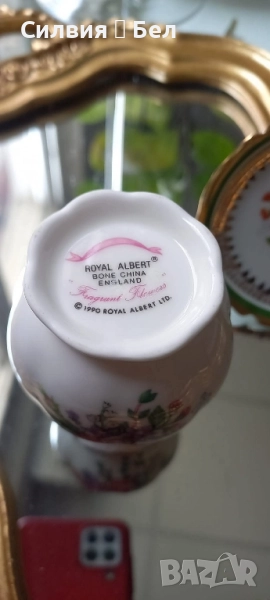 Силвия Бел
ROYAL ALBERT®
BONE CHINA
ENGLAND
Fragrant Flowers
© 1990 ROYAL ALBERT LTD.
BAZAR